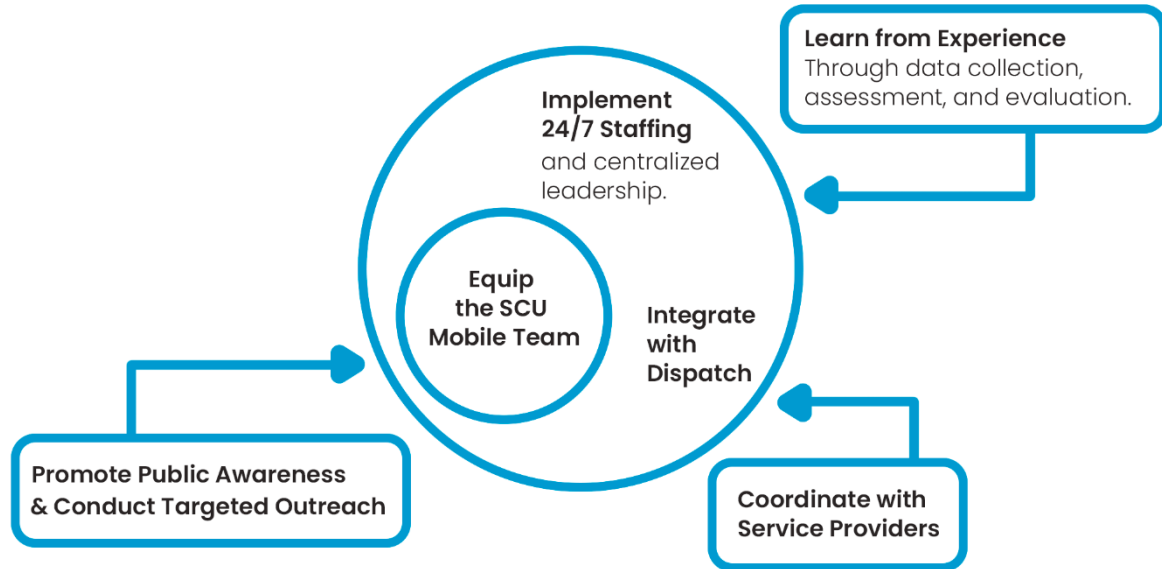 Learn from Experience
Through data collection,
assessment, and evaluation.
Implement
24/7 Staffing
and centralized
leadership.
Equip
the SCU
Mobile Team
Integrate
with
Dispatch
Promote Public Awareness
& Conduct Targeted Outreach
Coordinate with
Service Providers